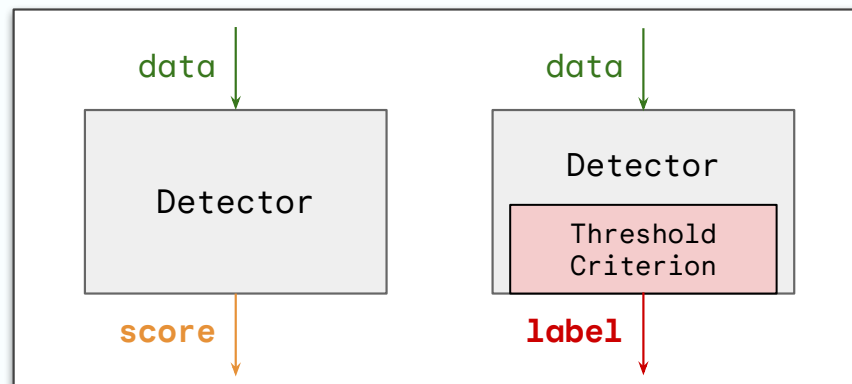 data
Detector
score
data
Detector
Threshold
Criterion
label